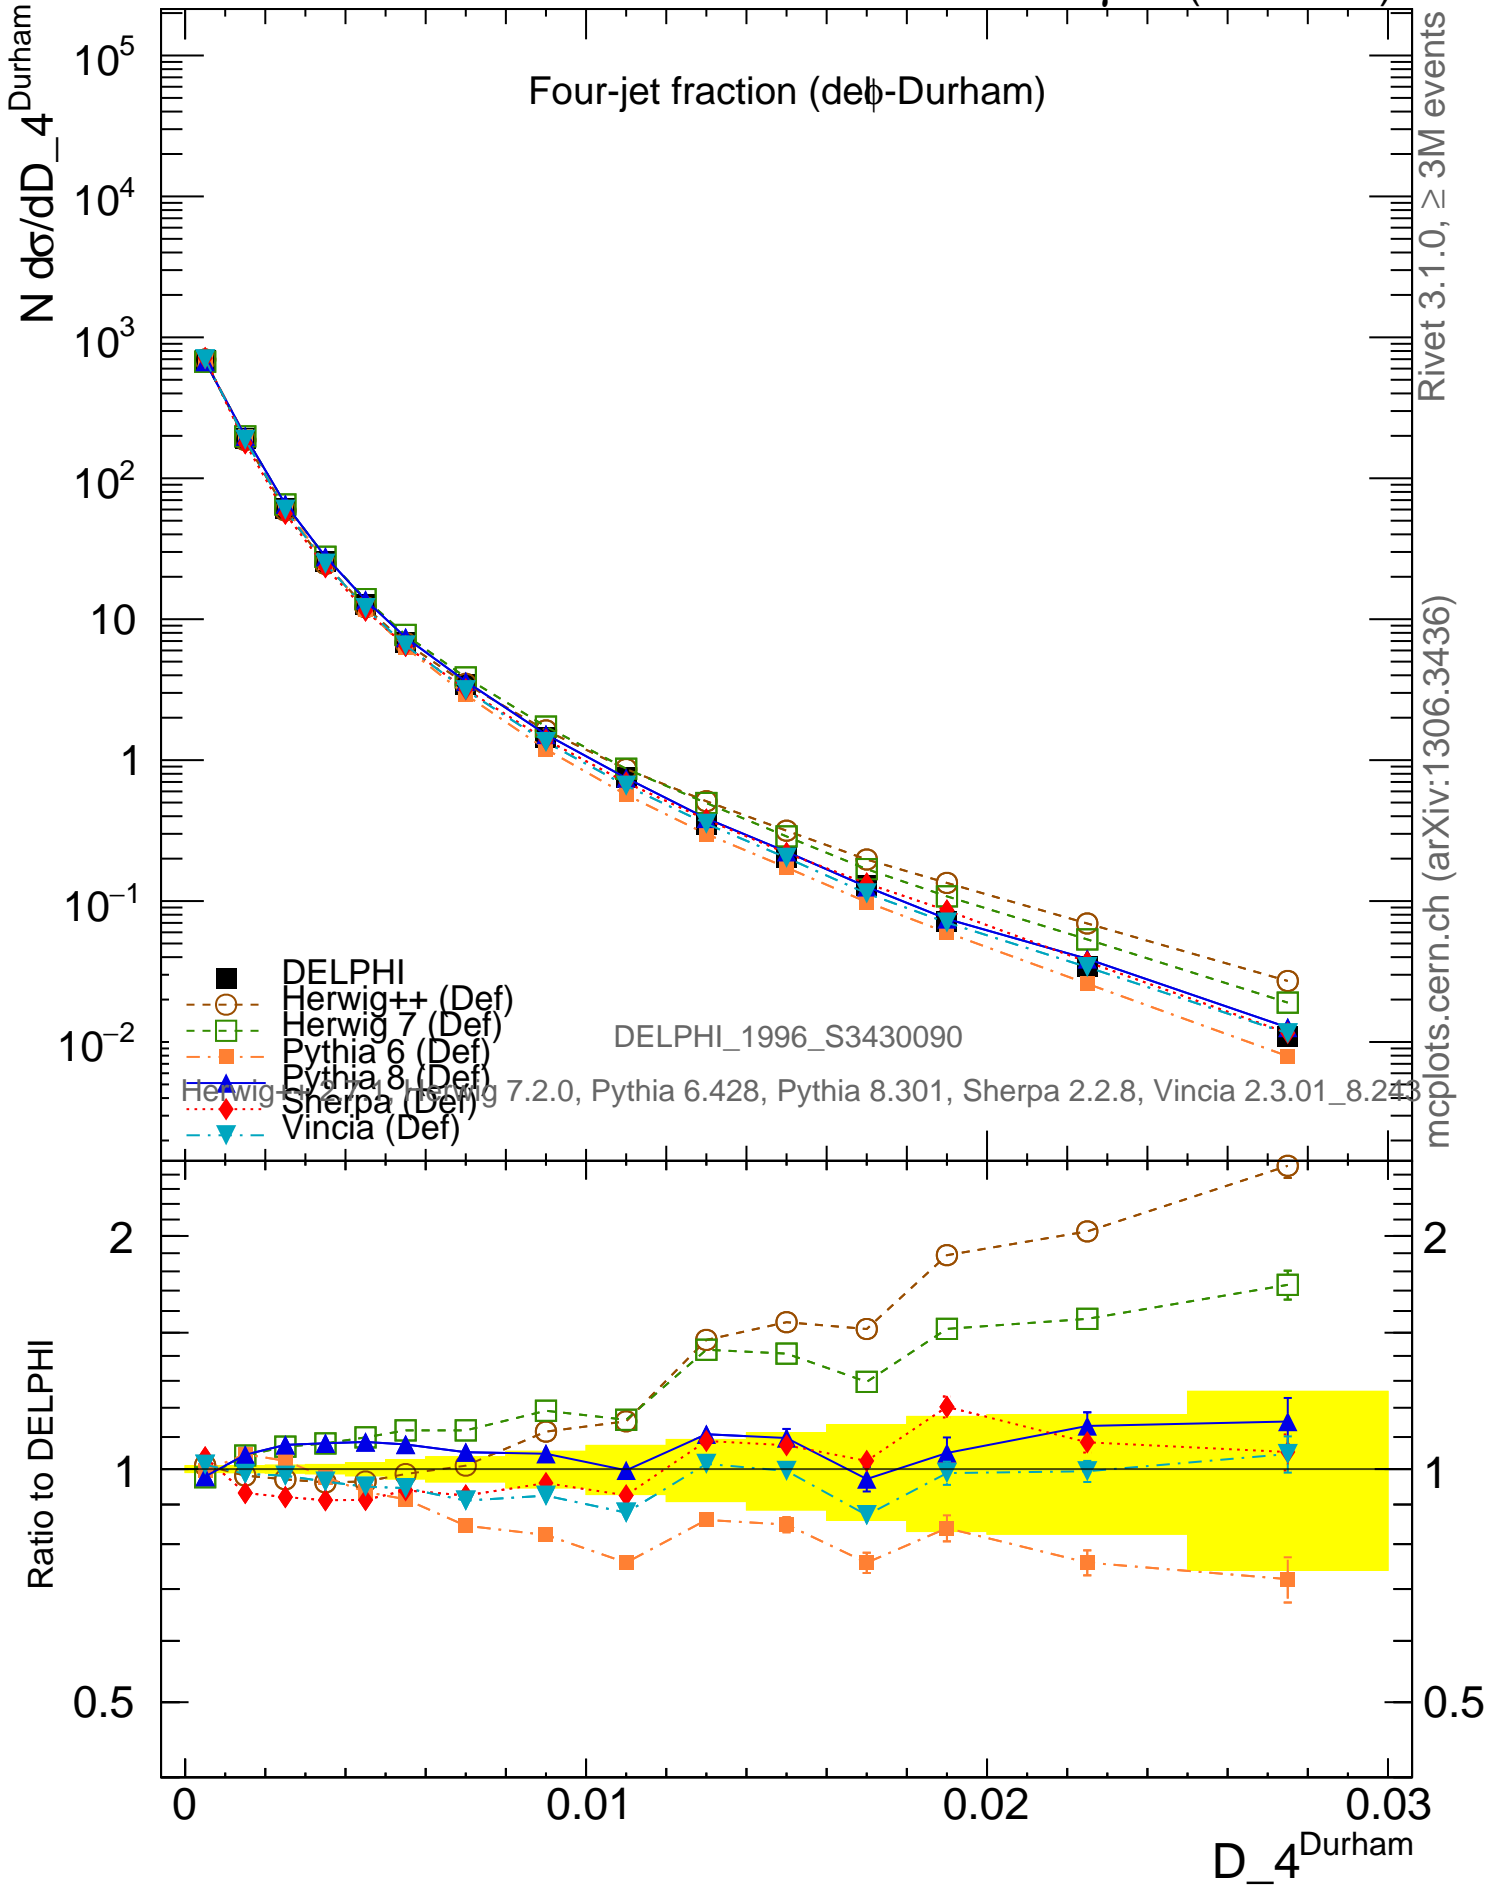 Four-jet fraction (delϕ-Durham)
N dσ/dD_4^Durham
10^5
10^4
10^3
10^2
10
1
10^−1
10^−2
DELPHI
Herwig++ (Def)
Herwig 7 (Def)
Pythia 6 (Def)
Pythia 8 (Def)
Sherpa (Def)
Vincia (Def)
DELPHI_1996_S3430090
Herwig++ 2.7.1, Herwig 7.2.0, Pythia 6.428, Pythia 8.301, Sherpa 2.2.8, Vincia 2.3.01_8.243
Rivet 3.1.0, ≥ 3M events
mcplots.cern.ch (arXiv:1306.3436)
Ratio to DELPHI
2
1
0.5
2
1
0.5
0
0.01
0.02
0.03
D_4^Durham